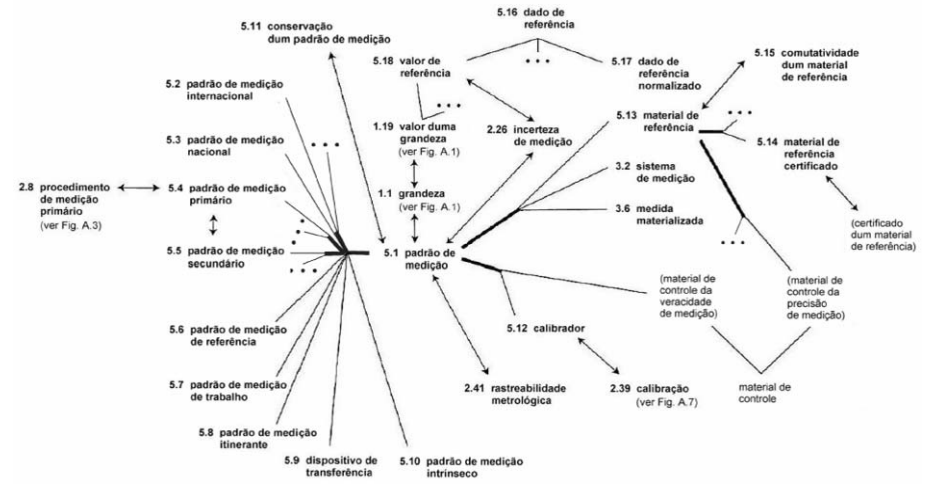 5.16 dado de
referência
5.11 conservação
dum padrão de medição
5.18 valor de
referência
5.17 dado de
referência
normalizado
5.15 comutatividade
dum material
de referência
5.2 padrão de medição
internacional
1.19 valor duma
grandeza
(ver Fig. A.1)
2.26 incerteza
de medição
5.13 material de
referência
5.14 material de
referência
certificado
5.3 padrão de medição
nacional
3.2 sistema
de medição
2.8 procedimento
de medição
primário
(ver Fig. A.3)
5.4 padrão de medição
primário
1.1 grandeza
(ver Fig. A.1)
3.6 medida
materializada
(certificado
dum material
de referência)
5.5 padrão de medição
secundário
5.1 padrão de
medição
(material de
controle da
veracidade
de medição)
(material de
controle da
precisão
de medição)
5.6 padrão de medição
de referência
5.12 calibrador
5.7 padrão de medição
de trabalho
2.41 rastreabilidade
metrológica
2.39 calibração
(ver Fig. A.7)
material de
controle
5.8 padrão de medição
itinerante
5.9 dispositivo de
transferência
5.10 padrão de medição
intrínseco